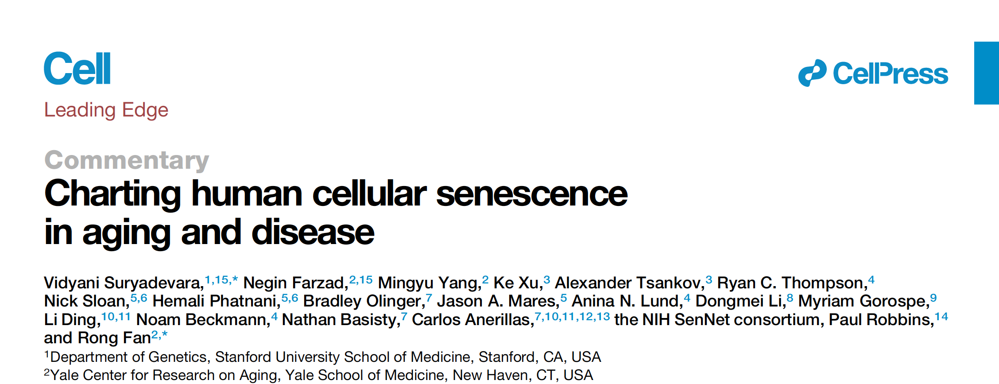 Cell
CellPress
Leading Edge
Commentary
Charting human cellular senescence
in aging and disease
Vidyani Suryadevara,1,15,* Negin Farzad,2,15 Mingyu Yang,2 Ke Xu,3 Alexander Tsankov,3 Ryan C. Thompson,4
Nick Sloan,5,6 Hemali Phatnani,5,6 Bradley Olinger,7 Jason A. Mares,5 Anina N. Lund,4 Dongmei Li,8 Myriam Gorospe,9
Li Ding,10,11 Noam Beckmann,4 Nathan Basisty,7 Carlos Anerillas,7,10,11,12,13 the NIH SenNet consortium, Paul Robbins,14
and Rong Fan2,*
1Department of Genetics, Stanford University School of Medicine, Stanford, CA, USA
2Yale Center for Research on Aging, Yale School of Medicine, New Haven, CT, USA